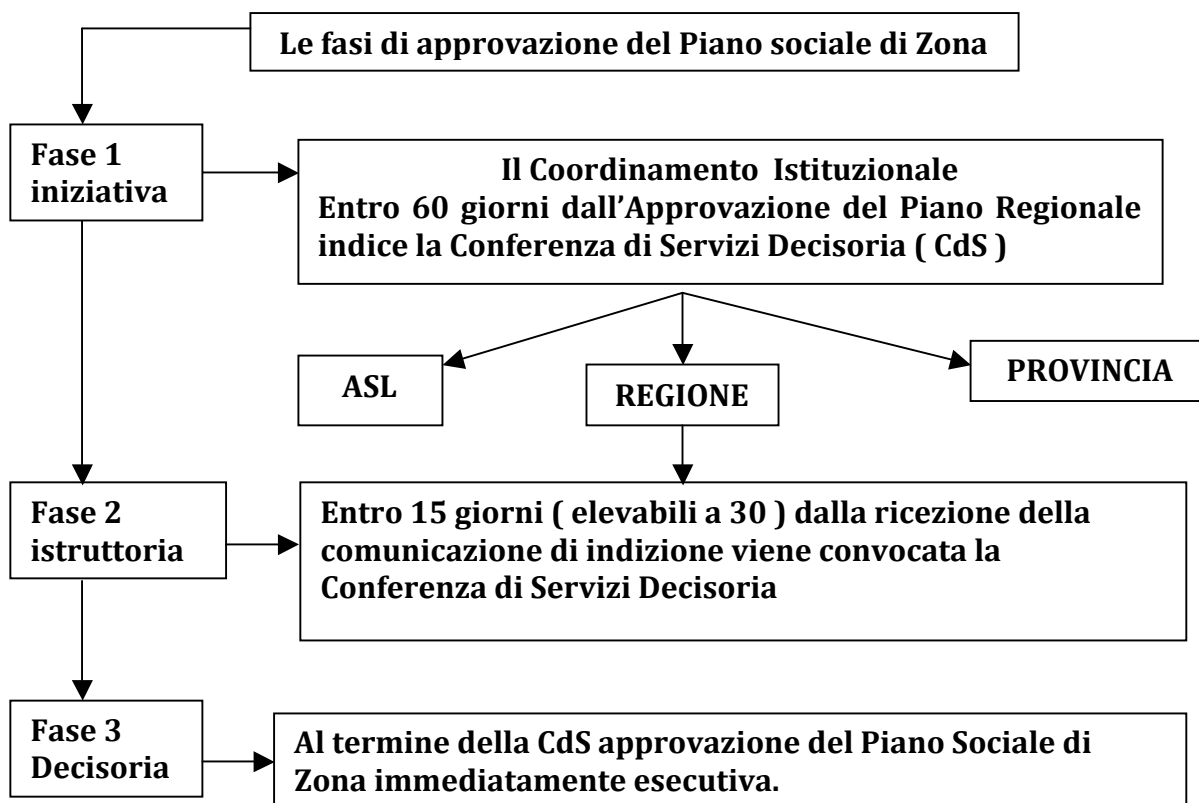 Le fasi di approvazione del Piano sociale di Zona
Fase 1
iniziativa
Il Coordinamento Istituzionale
Entro 60 giorni dall'Approvazione del Piano Regionale
indice la Conferenza di Servizi Decisoria ( CdS )
ASL
REGIONE
PROVINCIA
Fase 2
istruttoria
Entro 15 giorni ( elevabili a 30 ) dalla ricezione della
comunicazione di indizione viene convocata la
Conferenza di Servizi Decisoria
Fase 3
Decisoria
Al termine della CdS approvazione del Piano Sociale di
Zona immediatamente esecutiva.